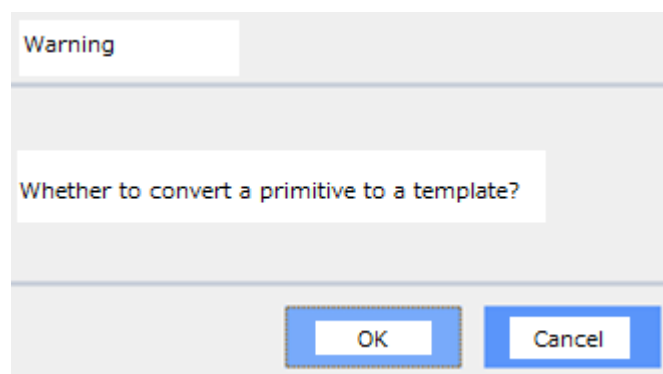 Warning
Whether to convert a primitive to a template?
OK
Cancel